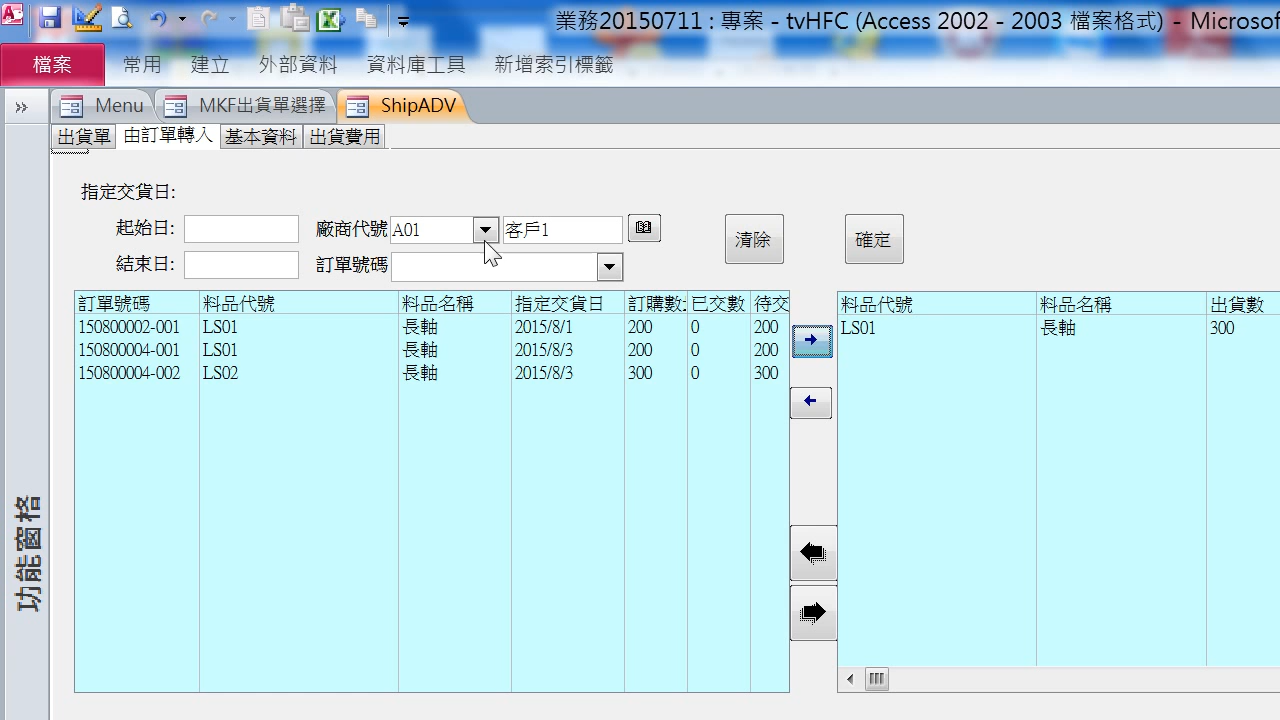 業務20150711 : 專案 - tvHFC (Access 2002 - 2003 檔案格式) - Microsof
檔案 常用 建立 外部資料 資料庫工具 新增索引標籤
» Menu MKF出貨單選擇 ShipADV
出貨單 由訂單轉入 基本資料 出貨費用
指定交貨日:
起始日: 廠商代號 A01 客戶1 清除 確定
結束日: 訂單號碼
訂單號碼 料品代號 料品名稱 指定交貨日 訂購數 已交數 待交 料品代號 料品名稱 出貨數
150800002-001 LS01 長軸 2015/8/1 200 0 200 LS01 長軸 300
150800004-001 LS01 長軸 2015/8/3 200 0 200
150800004-002 LS02 長軸 2015/8/3 300 0 300
功能窗格